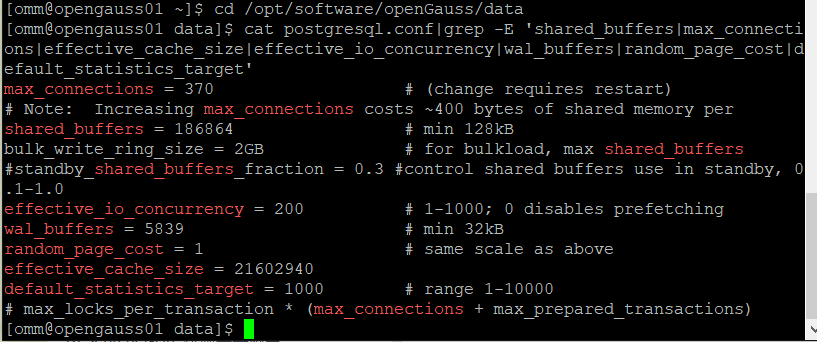 [omm@opengauss01 ~]$ cd /opt/software/openGauss/data
[omm@opengauss01 data]$ cat postgresql.conf|grep -E 'shared_buffers|max_connecti
ons|effective_cache_size|effective_io_concurrency|wal_buffers|random_page_cost|d
efault_statistics_target'
max_connections = 370 # (change requires restart)
# Note:  Increasing max_connections costs ~400 bytes of shared memory per
shared_buffers = 186864 # min 128kB
bulk_write_ring_size = 2GB # for bulkload, max shared_buffers
#standby_shared_buffers_fraction = 0.3 #control shared buffers use in standby, 0
.1-1.0
effective_io_concurrency = 200 # 1-1000; 0 disables prefetching
wal_buffers = 5839 # min 32kB
random_page_cost = 1 # same scale as above
effective_cache_size = 21602940
default_statistics_target = 1000 # range 1-10000
# max_locks_per_transaction * (max_connections + max_prepared_transactions)
[omm@opengauss01 data]$